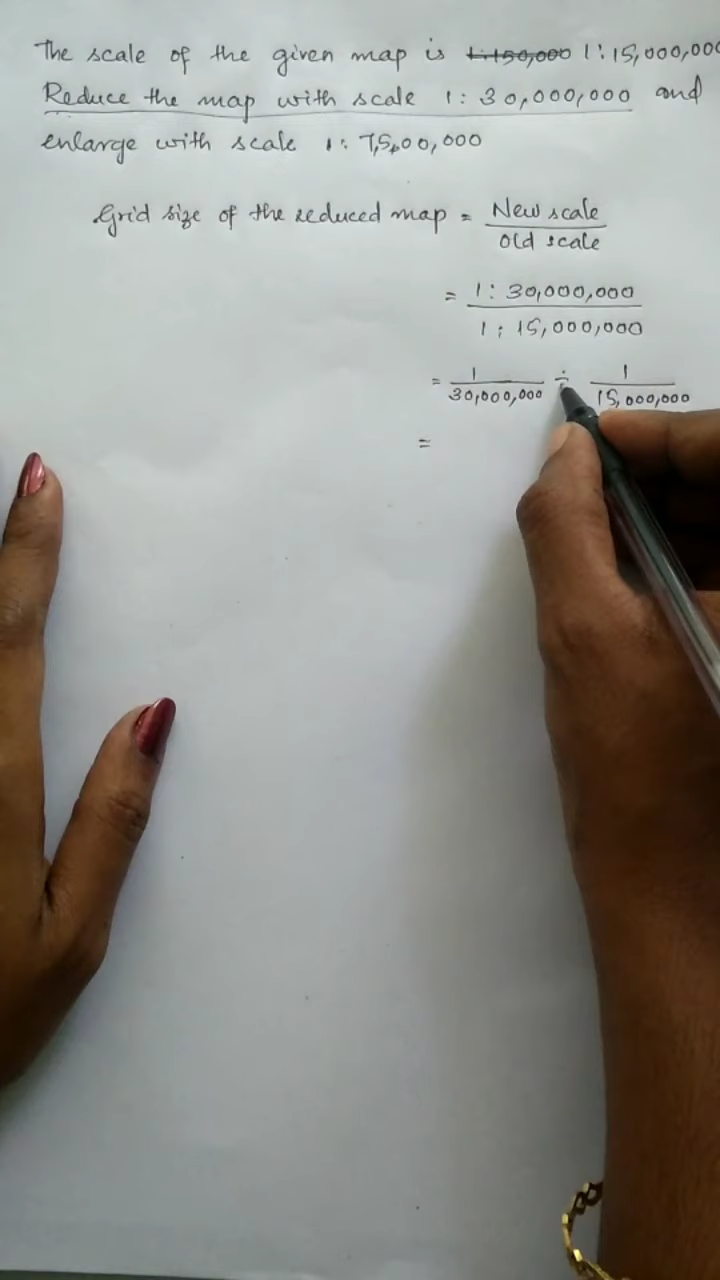 The scale of the given map is 1:150,000 1:15,000,000
Reduce the map with scale 1:30,000,000 and
enlarge with scale 1:7,500,000
Grid size of the reduced map = New scale
Old scale
= 1:30,000,000
1:15,000,000
= 1/30,000,000 ÷ 1/15,000,000
=